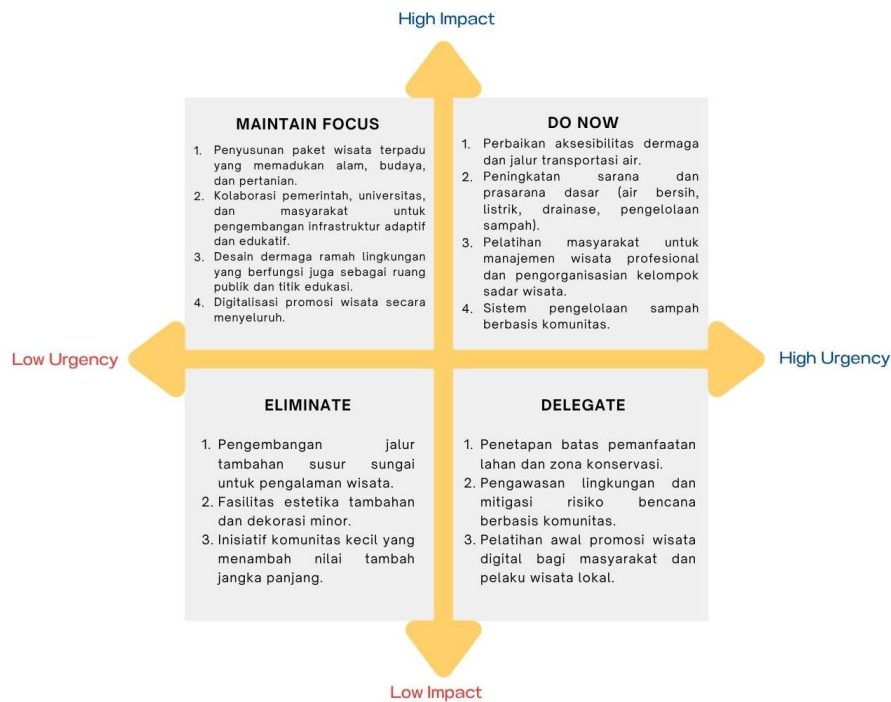 High Impact
MAINTAIN FOCUS
1. Penyusunan paket wisata terpadu
yang memadukan alam, budaya,
dan pertanian.
2. Kolaborasi pemerintah, universitas,
dan masyarakat untuk
pengembangan infrastruktur adaptif
dan edukatif.
3. Desain dermaga ramah lingkungan
yang berfungsi juga sebagai ruang
publik dan titik edukasi.
4. Digitalisasi promosi wisata secara
menyeluruh.
DO NOW
1. Perbaikan aksesibilitas dermaga
dan jalur transportasi air.
2. Peningkatan sarana dan
prasarana dasar (air bersih,
listrik, drainase, pengelolaan
sampah).
3. Pelatihan masyarakat untuk
manajemen wisata profesional
dan pengorganisasian kelompok
sadar wisata.
4. Sistem pengelolaan sampah
berbasis komunitas.
Low Urgency
High Urgency
ELIMINATE
1. Pengembangan jalur
tambahan susur sungai
untuk pengalaman wisata.
2. Fasilitas estetika tambahan
dan dekorasi minor.
3. Inisiatif komunitas kecil yang
menambah nilai tambah
jangka panjang.
DELEGATE
1. Penetapan batas pemanfaatan
lahan dan zona konservasi.
2. Pengawasan lingkungan dan
mitigasi risiko bencana
berbasis komunitas.
3. Pelatihan awal promosi wisata
digital bagi masyarakat dan
pelaku wisata lokal.
Low Impact